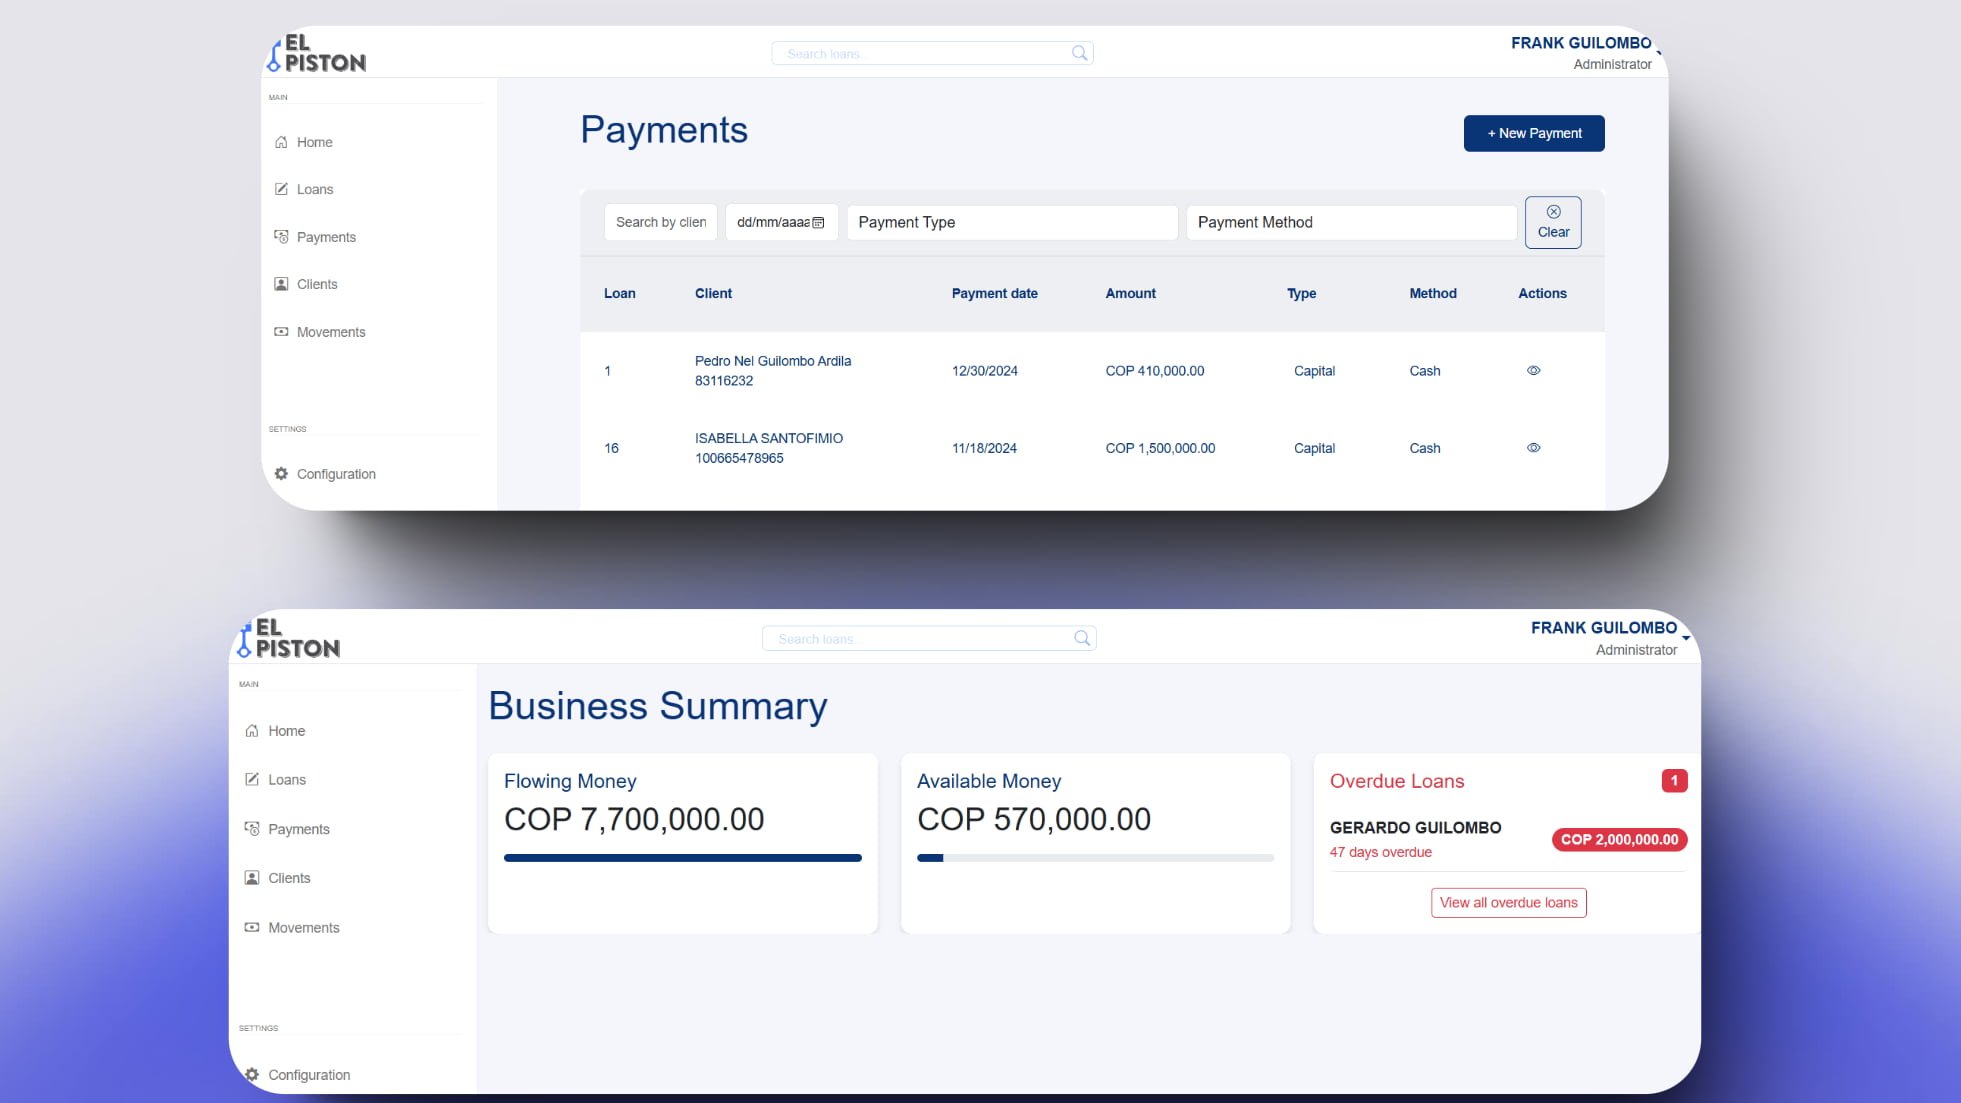 EL
PISTON
Search loans...
FRANK GUILOMBO
Administrator
MAIN
Home
Loans
Payments
Clients
Movements
SETTINGS
Configuration
Payments
+ New Payment
Search by clien
dd/mm/aaaa
Payment Type
Payment Method
Clear
Loan Client Payment date Amount Type Method Actions
1 Pedro Nel Guilombo Ardila 12/30/2024 COP 410,000.00 Capital Cash
83116232
16 ISABELLA SANTOFIMIO 11/18/2024 COP 1,500,000.00 Capital Cash
100665478965
EL
PISTON
Search loans...
FRANK GUILOMBO
Administrator
MAIN
Home
Loans
Payments
Clients
Movements
SETTINGS
Configuration
Business Summary
Flowing Money
COP 7,700,000.00
Available Money
COP 570,000.00
Overdue Loans 1
GERARDO GUILOMBO
47 days overdue
COP 2,000,000.00
View all overdue loans